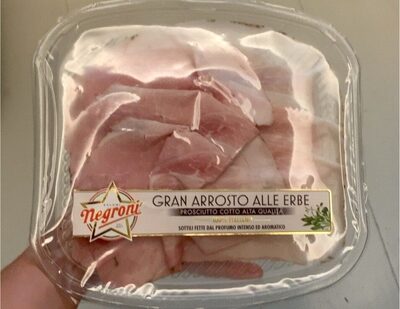 Negroni
GRAN ARROSTO ALLE ERBE
PROSCIUTTO COTTO ALTA QUALITÀ
SOTTILI FETTE DAL PROFUMO INTENSO ED AROMATICO